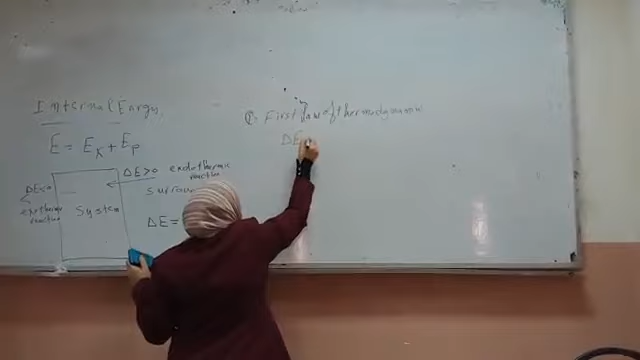 Internal Energy
E = EK + EP
ΔE>0 endothermic
reaction
ΔE<0
exothermic
reaction
System
surrou
ΔE=
First law of thermodynamic
ΔE